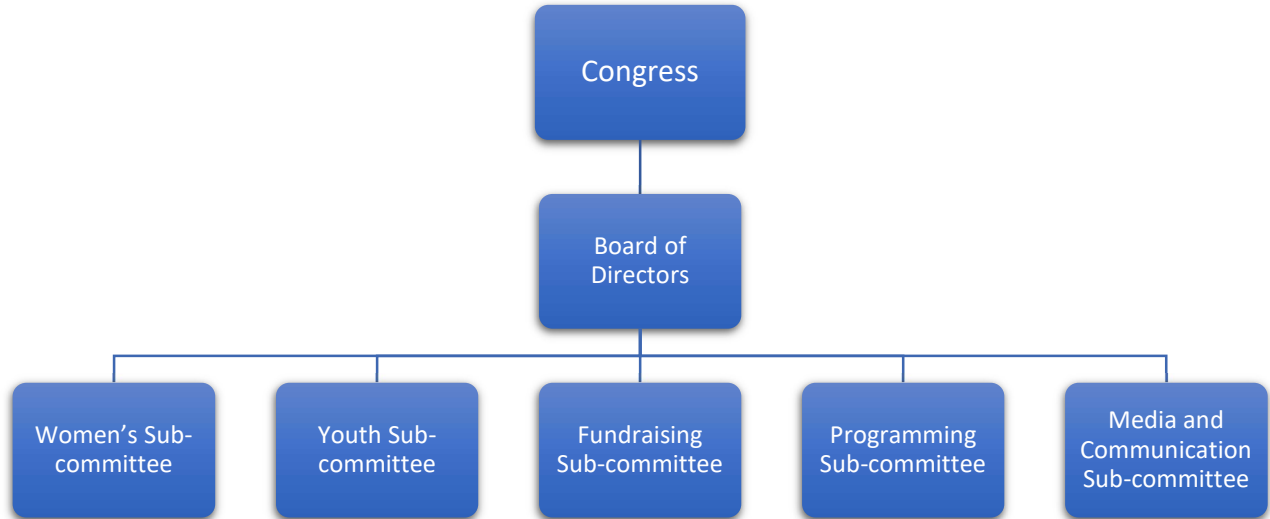 Congress
Board of
Directors
Women’s Sub-
committee
Youth Sub-
committee
Fundraising
Sub-committee
Programming
Sub-committee
Media and
Communication
Sub-committee